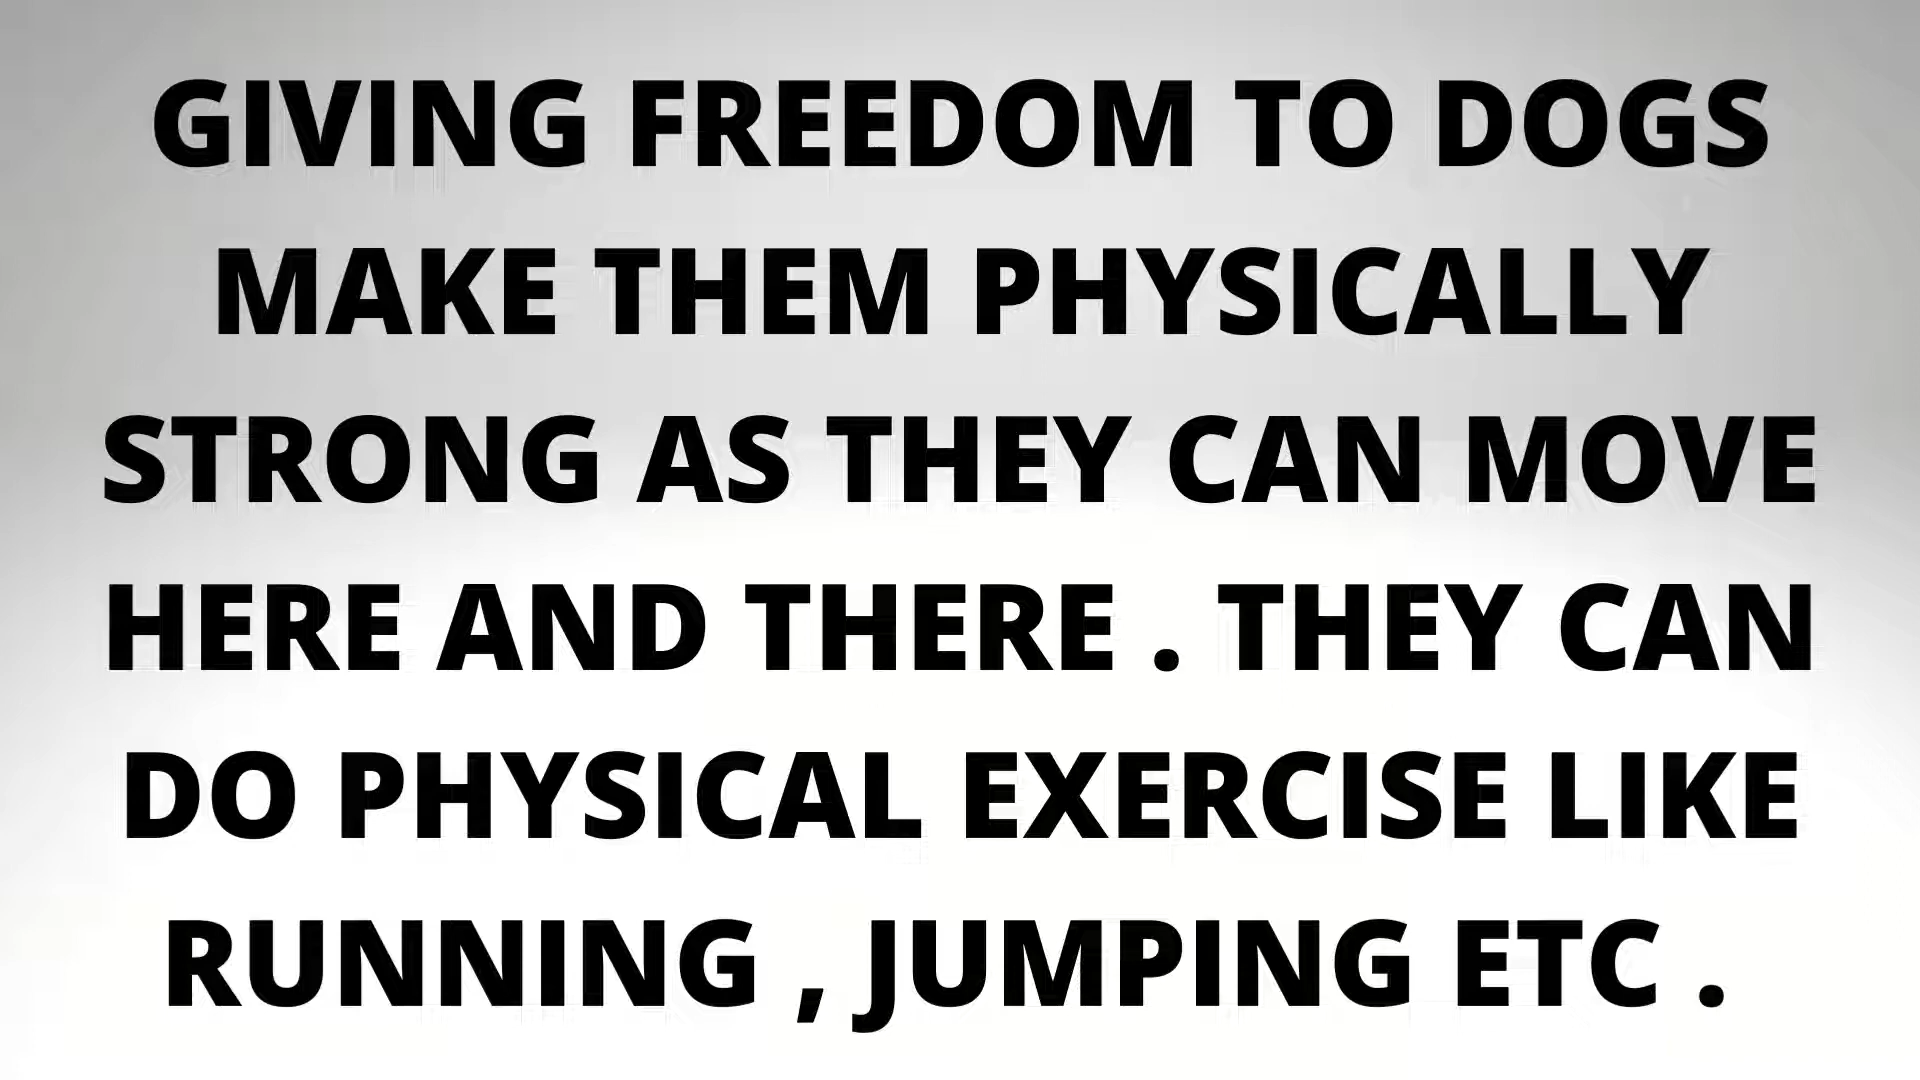 GIVING FREEDOM TO DOGS
MAKE THEM PHYSICALLY
STRONG AS THEY CAN MOVE
HERE AND THERE . THEY CAN
DO PHYSICAL EXERCISE LIKE
RUNNING , JUMPING ETC .